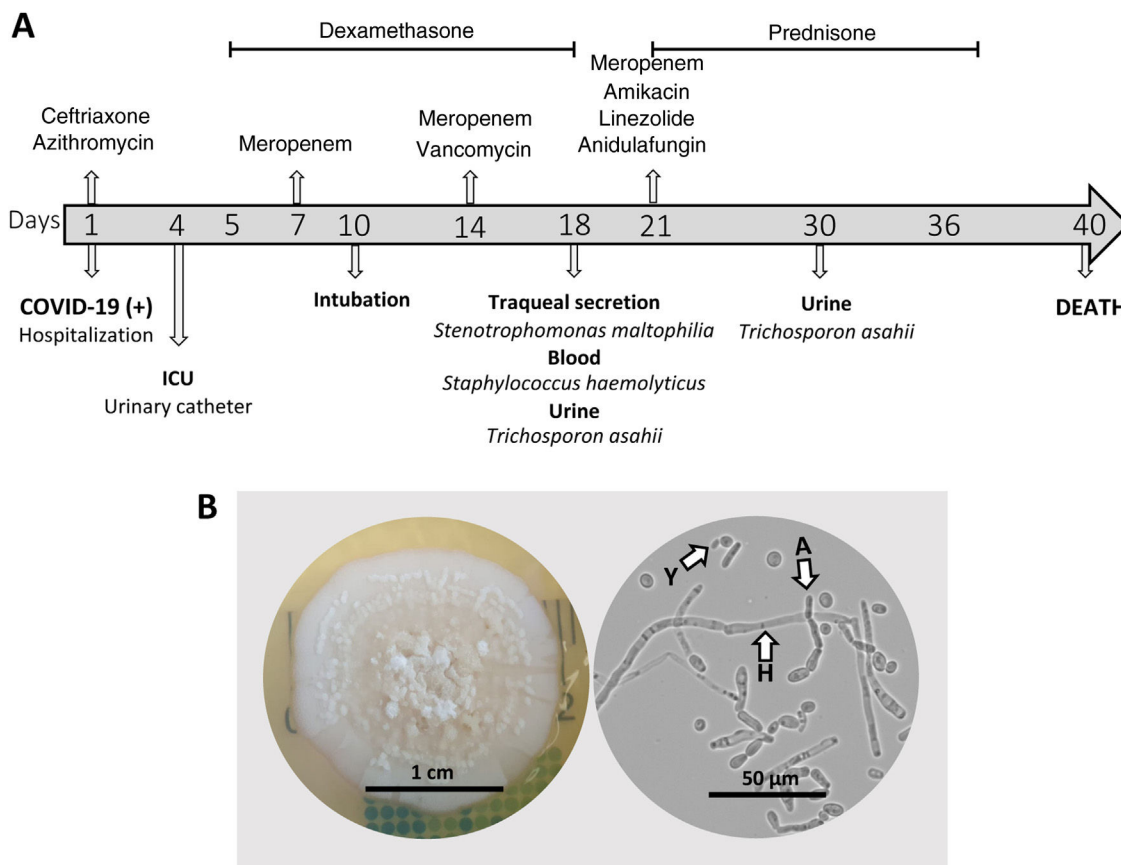 A
Dexamethasone
Prednisone
Ceftriaxone
Azithromycin
Meropenem
Meropenem
Vancomycin
Meropenem
Amikacin
Linezolide
Anidulafungin
Days 1 4 5 7 10 14 18 21 30 36 40
COVID-19 (+)
Hospitalization
ICU
Urinary catheter
Intubation
Traqueal secretion
Stenotrophomonas maltophilia
Blood
Staphylococcus haemolyticus
Urine
Trichosporon asahii
Urine
Trichosporon asahii
DEATH
B
1 cm
Y
A
H
50 µm